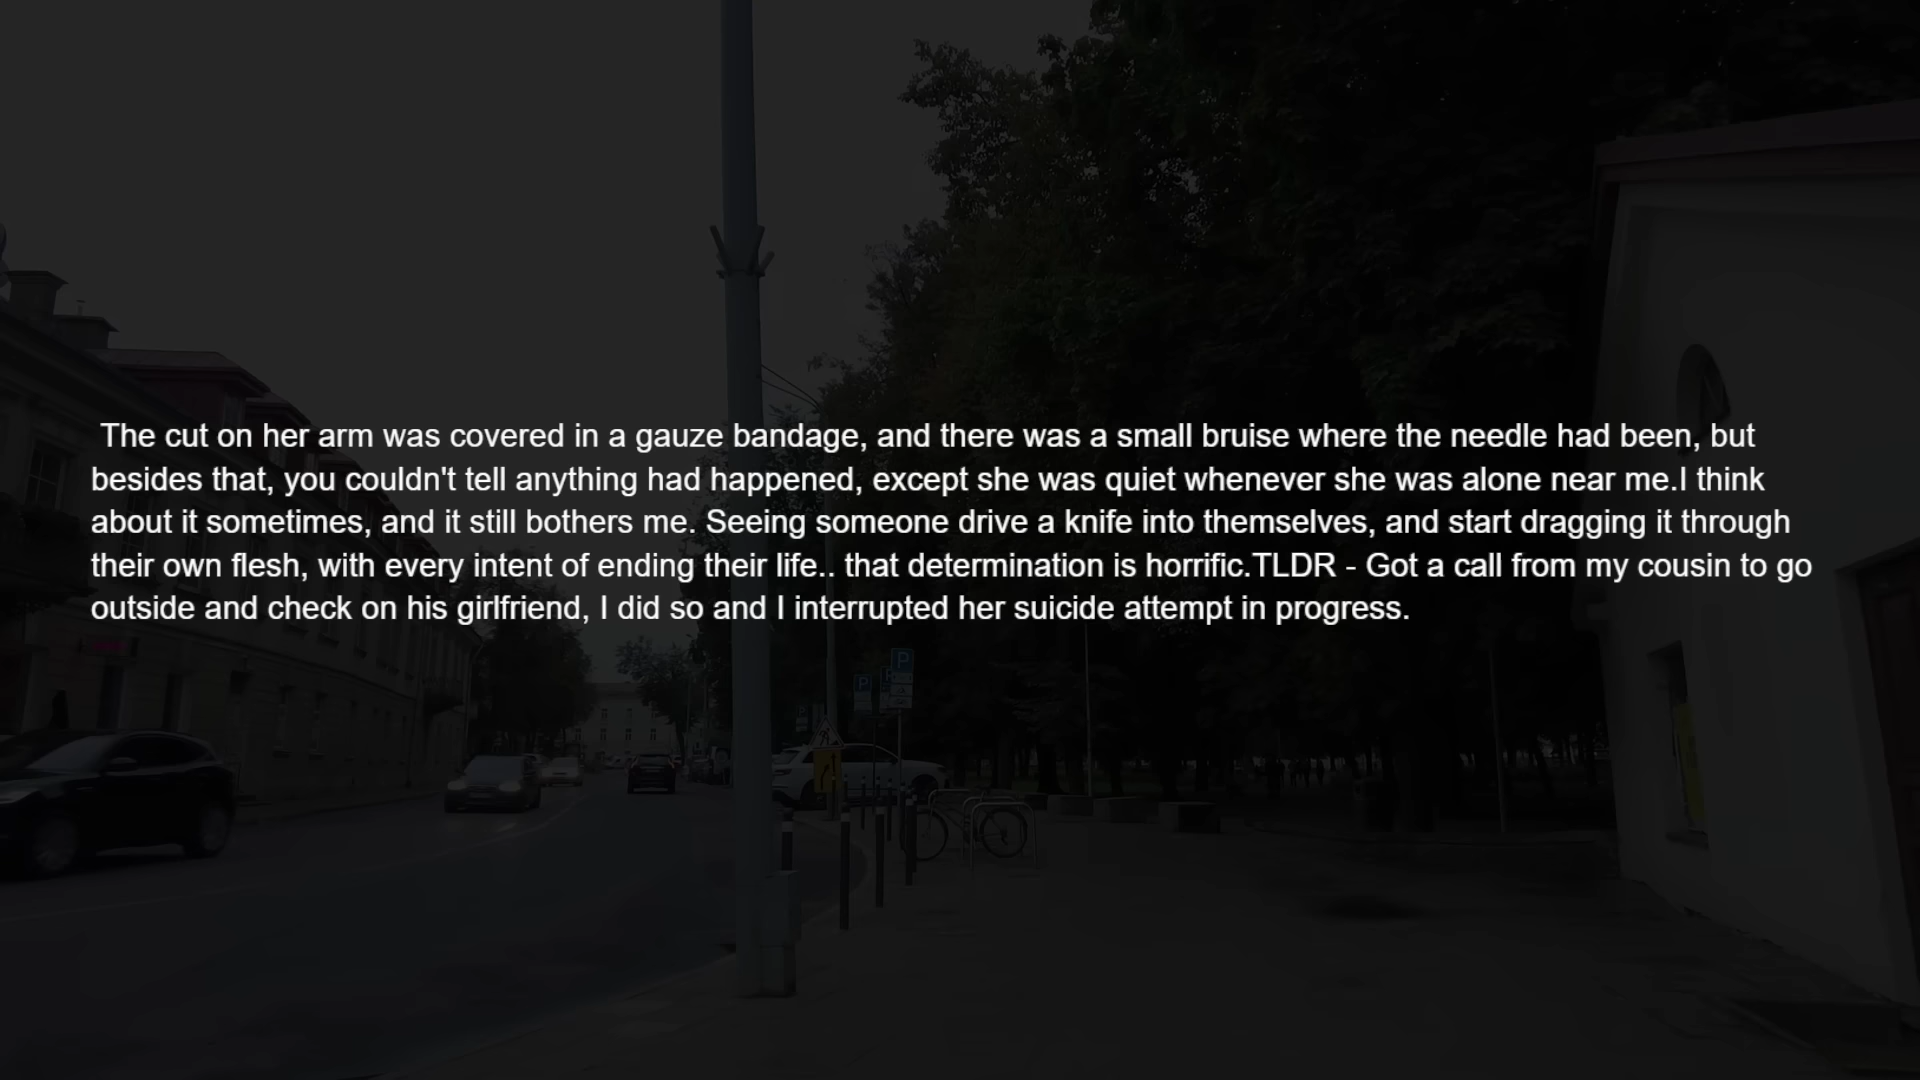 The cut on her arm was covered in a gauze bandage, and there was a small bruise where the needle had been, but
besides that, you couldn't tell anything had happened, except she was quiet whenever she was alone near me.I think
about it sometimes, and it still bothers me. Seeing someone drive a knife into themselves, and start dragging it through
their own flesh, with every intent of ending their life.. that determination is horrific.TLDR - Got a call from my cousin to go
outside and check on his girlfriend, I did so and I interrupted her suicide attempt in progress.
P
P
P